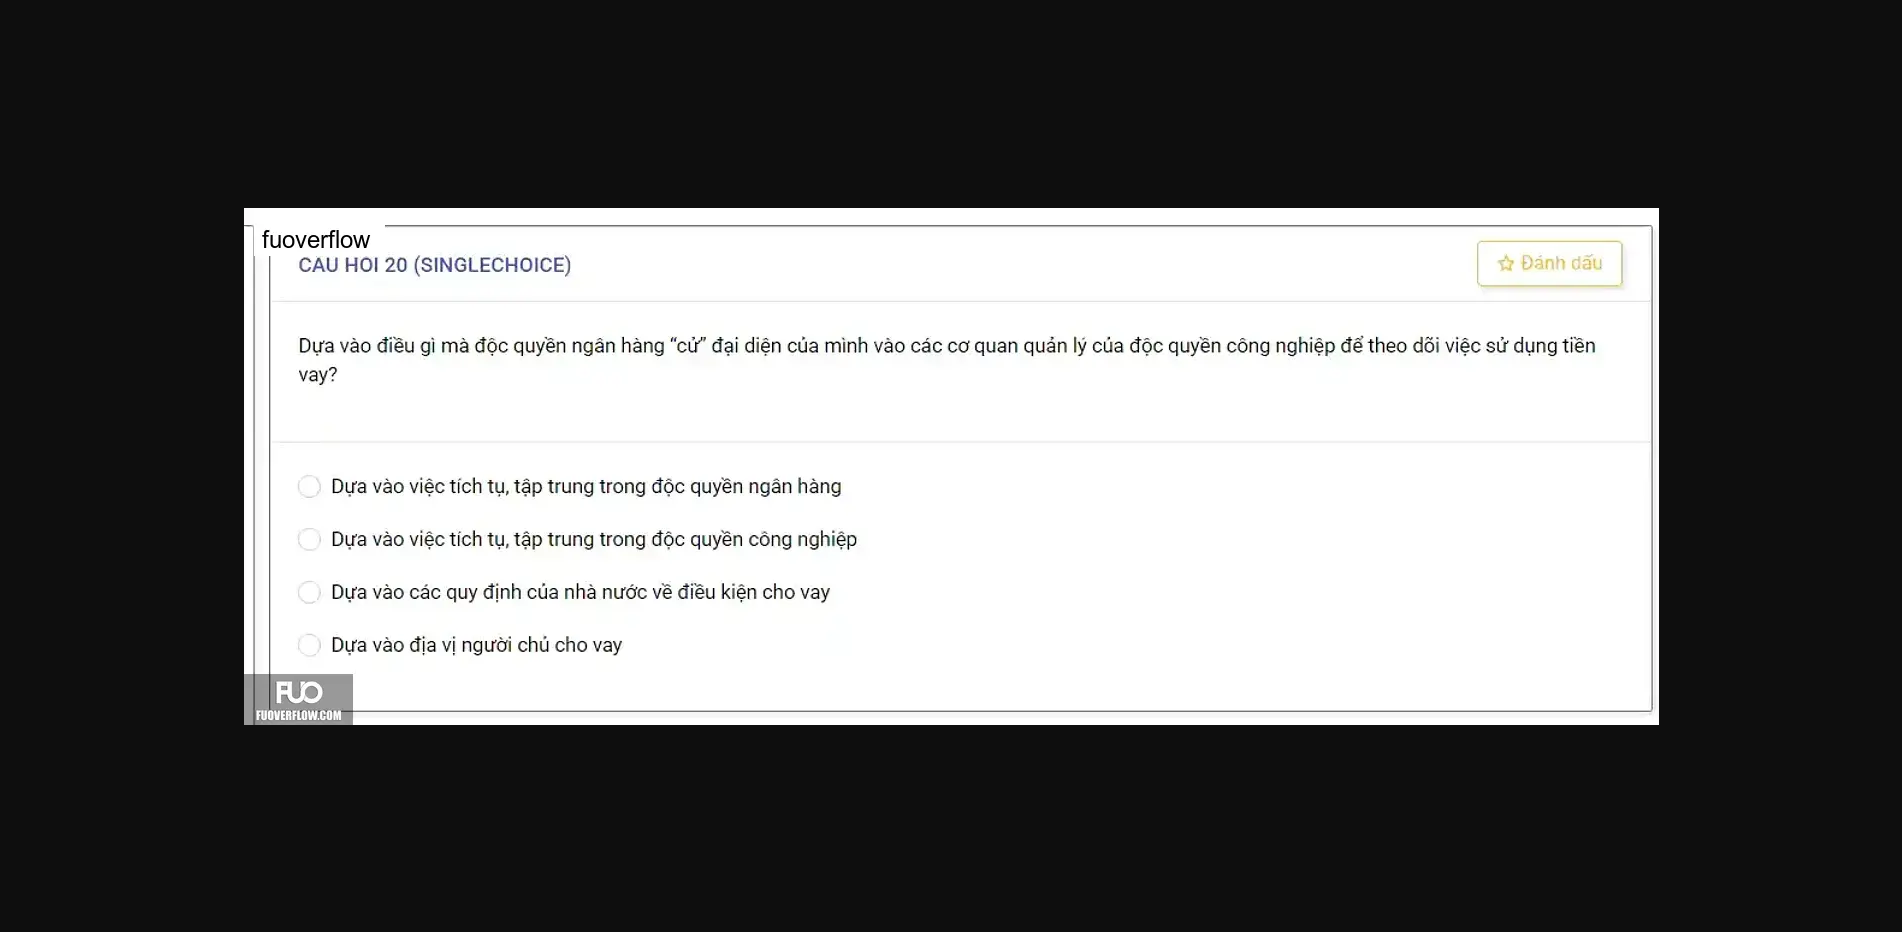 fuoverflow
CAU HOI 20 (SINGLECHOICE)
Đánh dấu
Dựa vào điều gì mà độc quyền ngân hàng “cử” đại diện của mình vào các cơ quan quản lý của độc quyền công nghiệp để theo dõi việc sử dụng tiền
vay?
Dựa vào việc tích tụ, tập trung trong độc quyền ngân hàng
Dựa vào việc tích tụ, tập trung trong độc quyền công nghiệp
Dựa vào các quy định của nhà nước về điều kiện cho vay
Dựa vào địa vị người chủ cho vay
FUO
FUOVERFLOW.COM